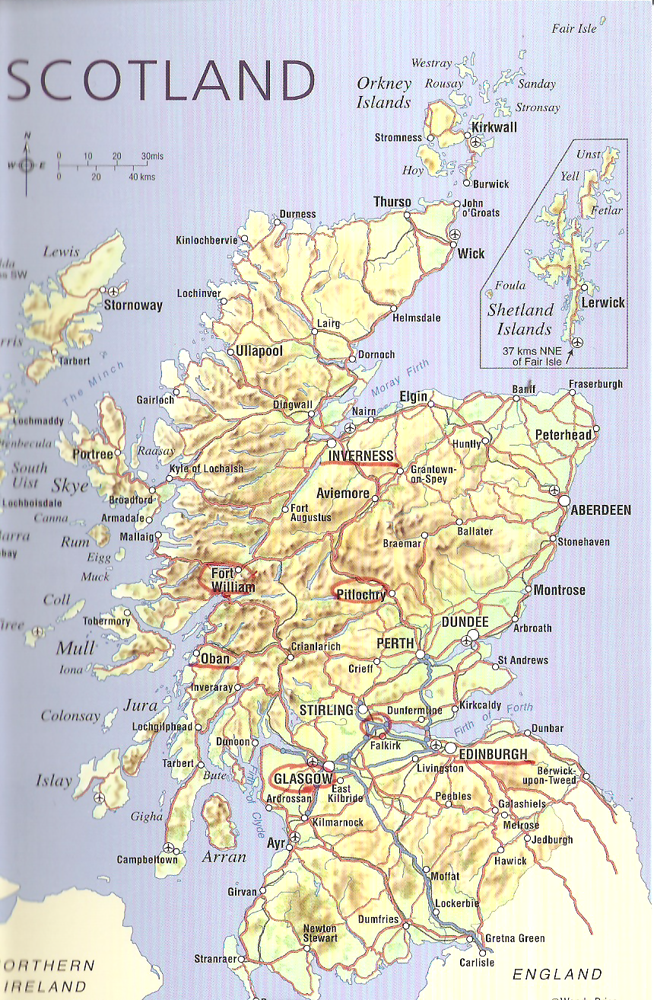 Fair Isle
SCOTLAND
Westray
Orkney
Islands
Rousay
Sanday
Stronsay
Kirkwall
Stromness
Hoy
Burwick
N
W E
0 10 20 30mls
0 20 40 kms
Unst
Yell
Fetlar
Foula
Lerwick
Shetland
Islands
37 kms NNE
of Fair Isle
Thurso
John
o'Groats
Durness
Kinlochbervie
Wick
Lewis
SW
Lochinver
Stornoway
Helmsdale
Lairg
Ullapool
Dornoch
rris
Tarbert
The Minch
Moray Firth
Gairloch
Dingwall
Nairn
Elgin
Banff
Fraserburgh
Lochmaddy
enbecula
Portree
Raasay
INVERNESS
Huntly
Peterhead
South
Uist
Skye
Kyle of Lochalsh
Grantown-
on-Spey
Lochboisdale
Broadford
Aviemore
Canna
Armadale
Fort
Augustus
ABERDEEN
arra
bay
Rum
Mallaig
Braemar
Ballater
Stonehaven
Eigg
Muck
Fort
William
Pitlochry
Montrose
Coll
Tobermory
DUNDEE
Arbroath
iree
Mull
Iona
Oban
Crianlarich
PERTH
Crieff
St Andrews
Inveraray
Jura
Colonsay
Lochgilphead
STIRLING
Dunfermline
Kirkcaldy
Firth of Forth
Dunbar
Dunoon
Falkirk
EDINBURGH
Islay
Tarbert
Bute
Firth of Clyde
GLASGOW
Livingston
Berwick-
upon-Tweed
East
Kilbride
Ardrossan
Peebles
Galashiels
Gigha
Kilmarnock
Melrose
Jedburgh
Ayr
Hawick
Campbeltown
Arran
Moffat
Girvan
Lockerbie
Dumfries
Newton
Stewart
Gretna Green
Stranraer
Carlisle
ORTHERN
IRELAND
ENGLAND